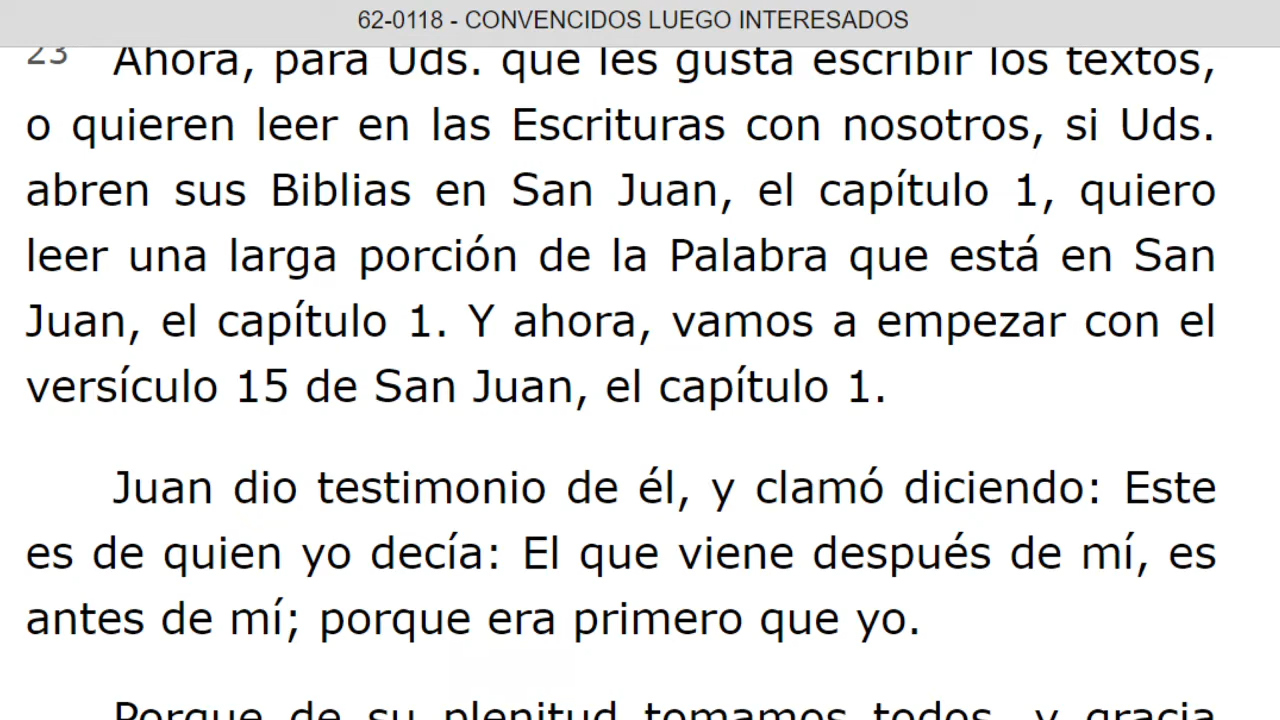 62-0118 - CONVENCIDOS LUEGO INTERESADOS
23 Ahora, para Uds. que les gusta escribir los textos,
o quieren leer en las Escrituras con nosotros, si Uds.
abren sus Biblias en San Juan, el capítulo 1, quiero
leer una larga porción de la Palabra que está en San
Juan, el capítulo 1. Y ahora, vamos a empezar con el
versículo 15 de San Juan, el capítulo 1.
Juan dio testimonio de él, y clamó diciendo: Este
es de quien yo decía: El que viene después de mí, es
antes de mí; porque era primero que yo.
Porque de su plenitud tomamos todos, y gracia